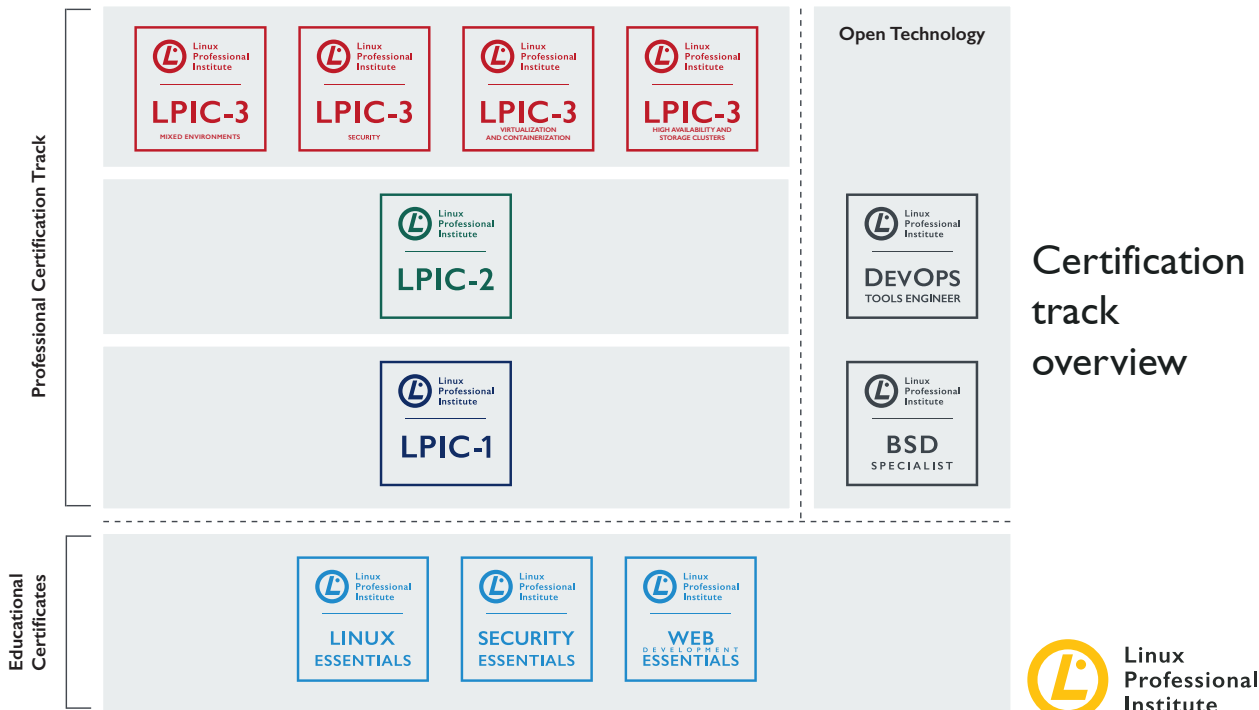 Professional Certification Track
Linux
Professional
Institute
LPIC-3
MIXED ENVIRONMENTS
Linux
Professional
Institute
LPIC-3
SECURITY
Linux
Professional
Institute
LPIC-3
VIRTUALIZATION
AND CONTAINERIZATION
Linux
Professional
Institute
LPIC-3
HIGH AVAILABILITY AND
STORAGE CLUSTERS
Open Technology
Linux
Professional
Institute
LPIC-2
Linux
Professional
Institute
DEVOPS
TOOLS ENGINEER
Linux
Professional
Institute
LPIC-1
Linux
Professional
Institute
BSD
SPECIALIST
Certification
track
overview
Educational
Certificates
Linux
Professional
Institute
LINUX
ESSENTIALS
Linux
Professional
Institute
SECURITY
ESSENTIALS
Linux
Professional
Institute
WEB
DEVELOPMENT
ESSENTIALS
Linux
Professional
Institute